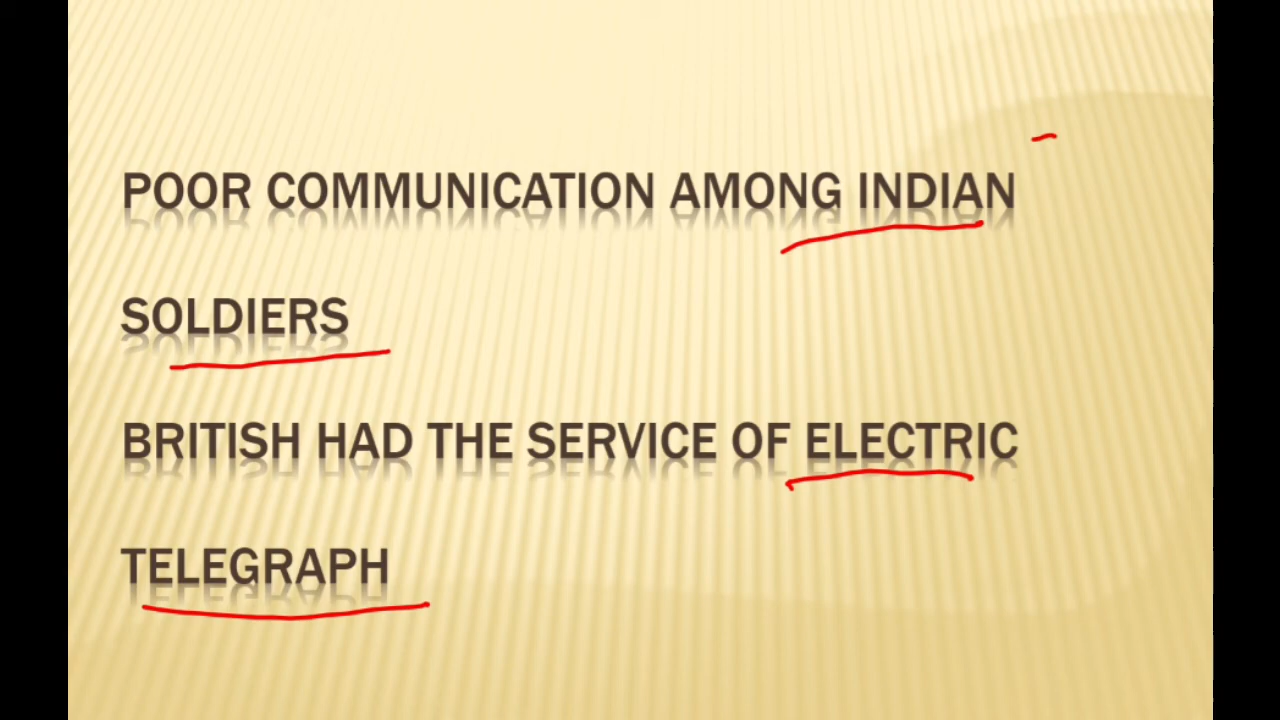 POOR COMMUNICATION AMONG INDIAN
SOLDIERS
BRITISH HAD THE SERVICE OF ELECTRIC
TELEGRAPH